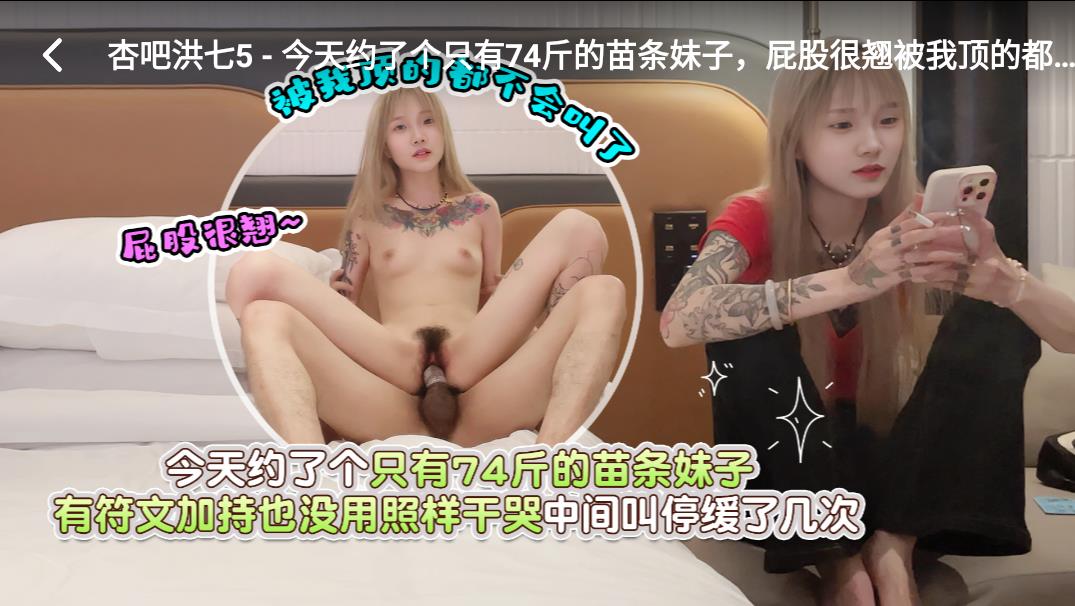 杏吧洪七5 - 今天约了个只有74斤的苗条妹子，屁股很翘被我顶的都...
被我顶的都不会叫了
屁股很翘~
今天约了个只有74斤的苗条妹子
有符文加持也没用照样干哭中间叫停缓了几次